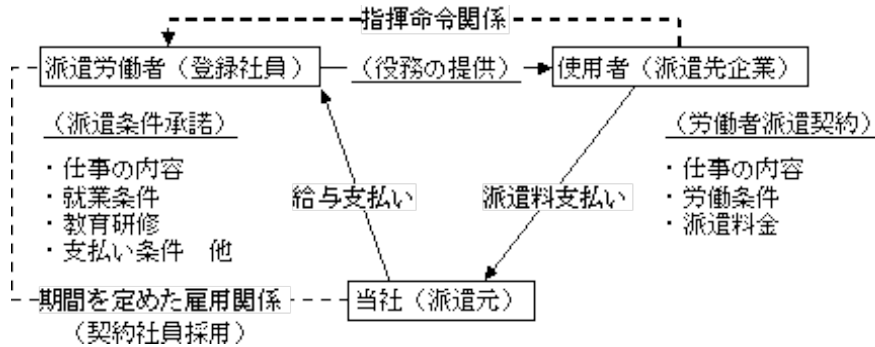 指揮命令関係
派遣労働者（登録社員）
（役務の提供）
使用者（派遣先企業）
（派遣条件承諾）
・仕事の内容
・就業条件
・教育研修
・支払い条件　他
給与支払い
派遣料支払い
（労働者派遣契約）
・仕事の内容
・労働条件
・派遣料金
期間を定めた雇用関係
（契約社員採用）
当社（派遣元）